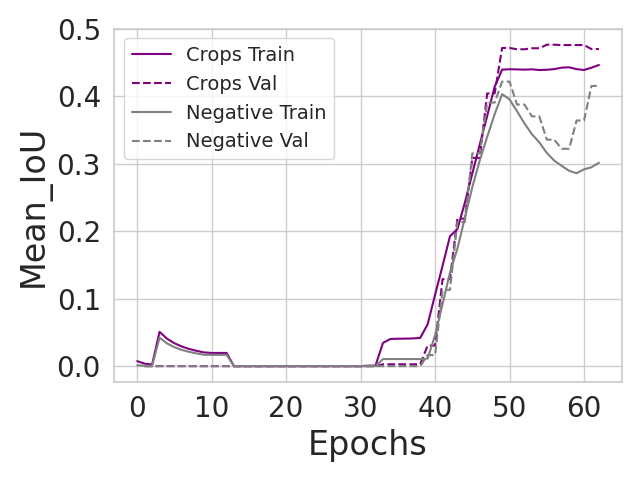 0.5
0.4
0.3
0.2
0.1
0.0
Mean_IoU
Crops Train
Crops Val
Negative Train
Negative Val
0 10 20 30 40 50 60
Epochs